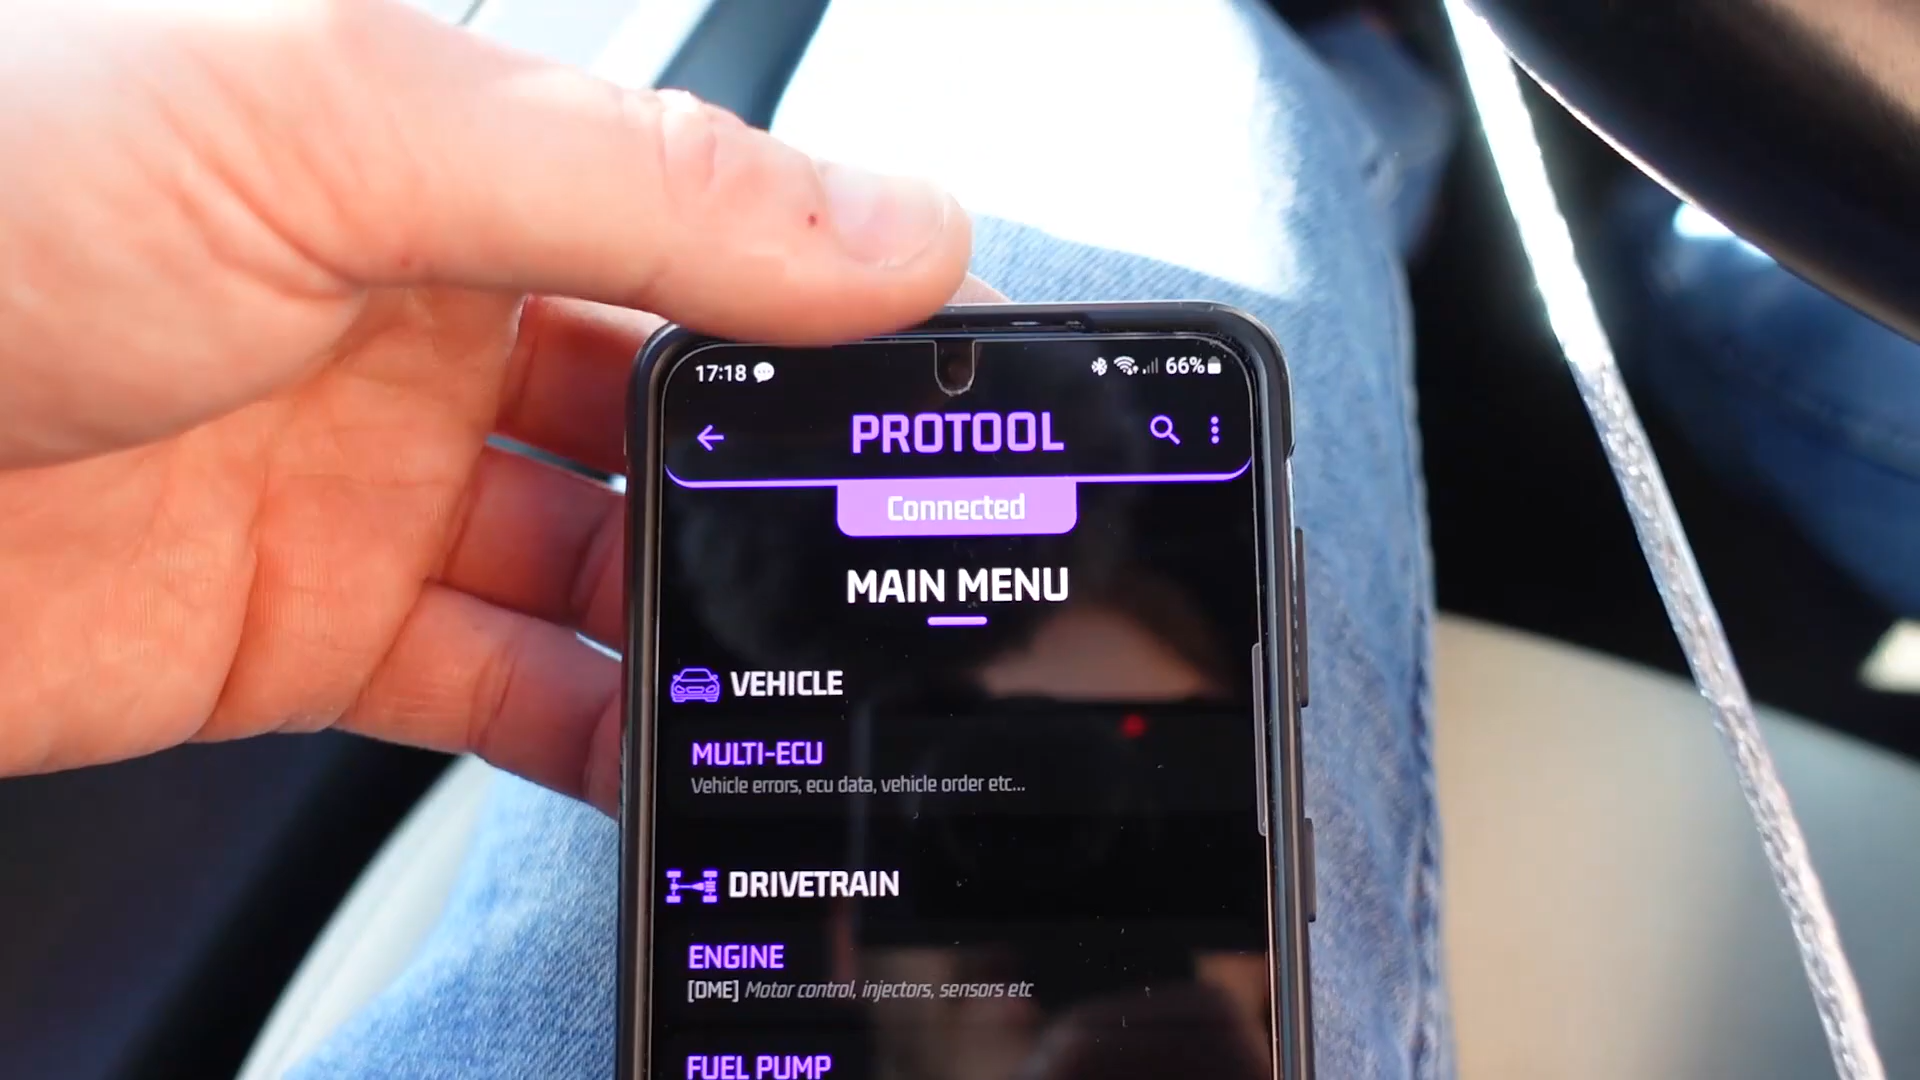 17:18 66%
PROTOOL
Connected
MAIN MENU
VEHICLE
MULTI-ECU
Vehicle errors, ecu data, vehicle order etc...
DRIVETRAIN
ENGINE
[DME] Motor control, injectors, sensors etc
FUEL PUMP